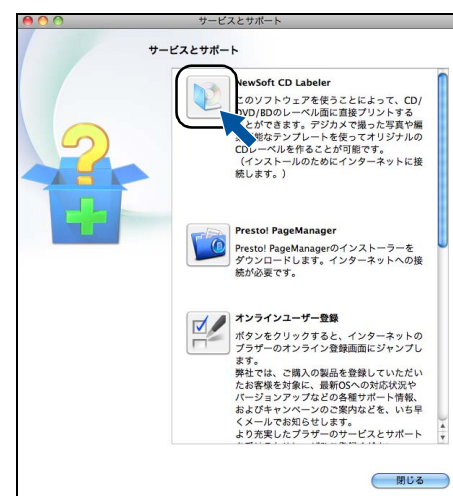 サービスとサポート
サービスとサポート
NewSoft CD Labeler
このソフトウェアを使うことによって、CD/
DVD/BDのレーベル面に直接プリントする
とができます。デジカメで撮った写真や編
能なテンプレートを使ってオリジナルの
CDレーベルを作ることが可能です。
（インストールのためにインターネットに接
続します。）
Presto! PageManager
Presto! PageManagerのインストーラーを
ダウンロードします。インターネットへの接
続が必要です。
オンラインユーザー登録
ボタンをクリックすると、インターネットの
ブラザーのオンライン登録画面にジャンプし
ます。
弊社では、ご購入の製品を登録していただい
たお客様を対象に、最新OSへの対応状況や
バージョンアップなどの各種サポート情報、
およびキャンペーンのご案内などを、いち早
くメールでお知らせします。
より充実したブラザーのサービスとサポート
閉じる